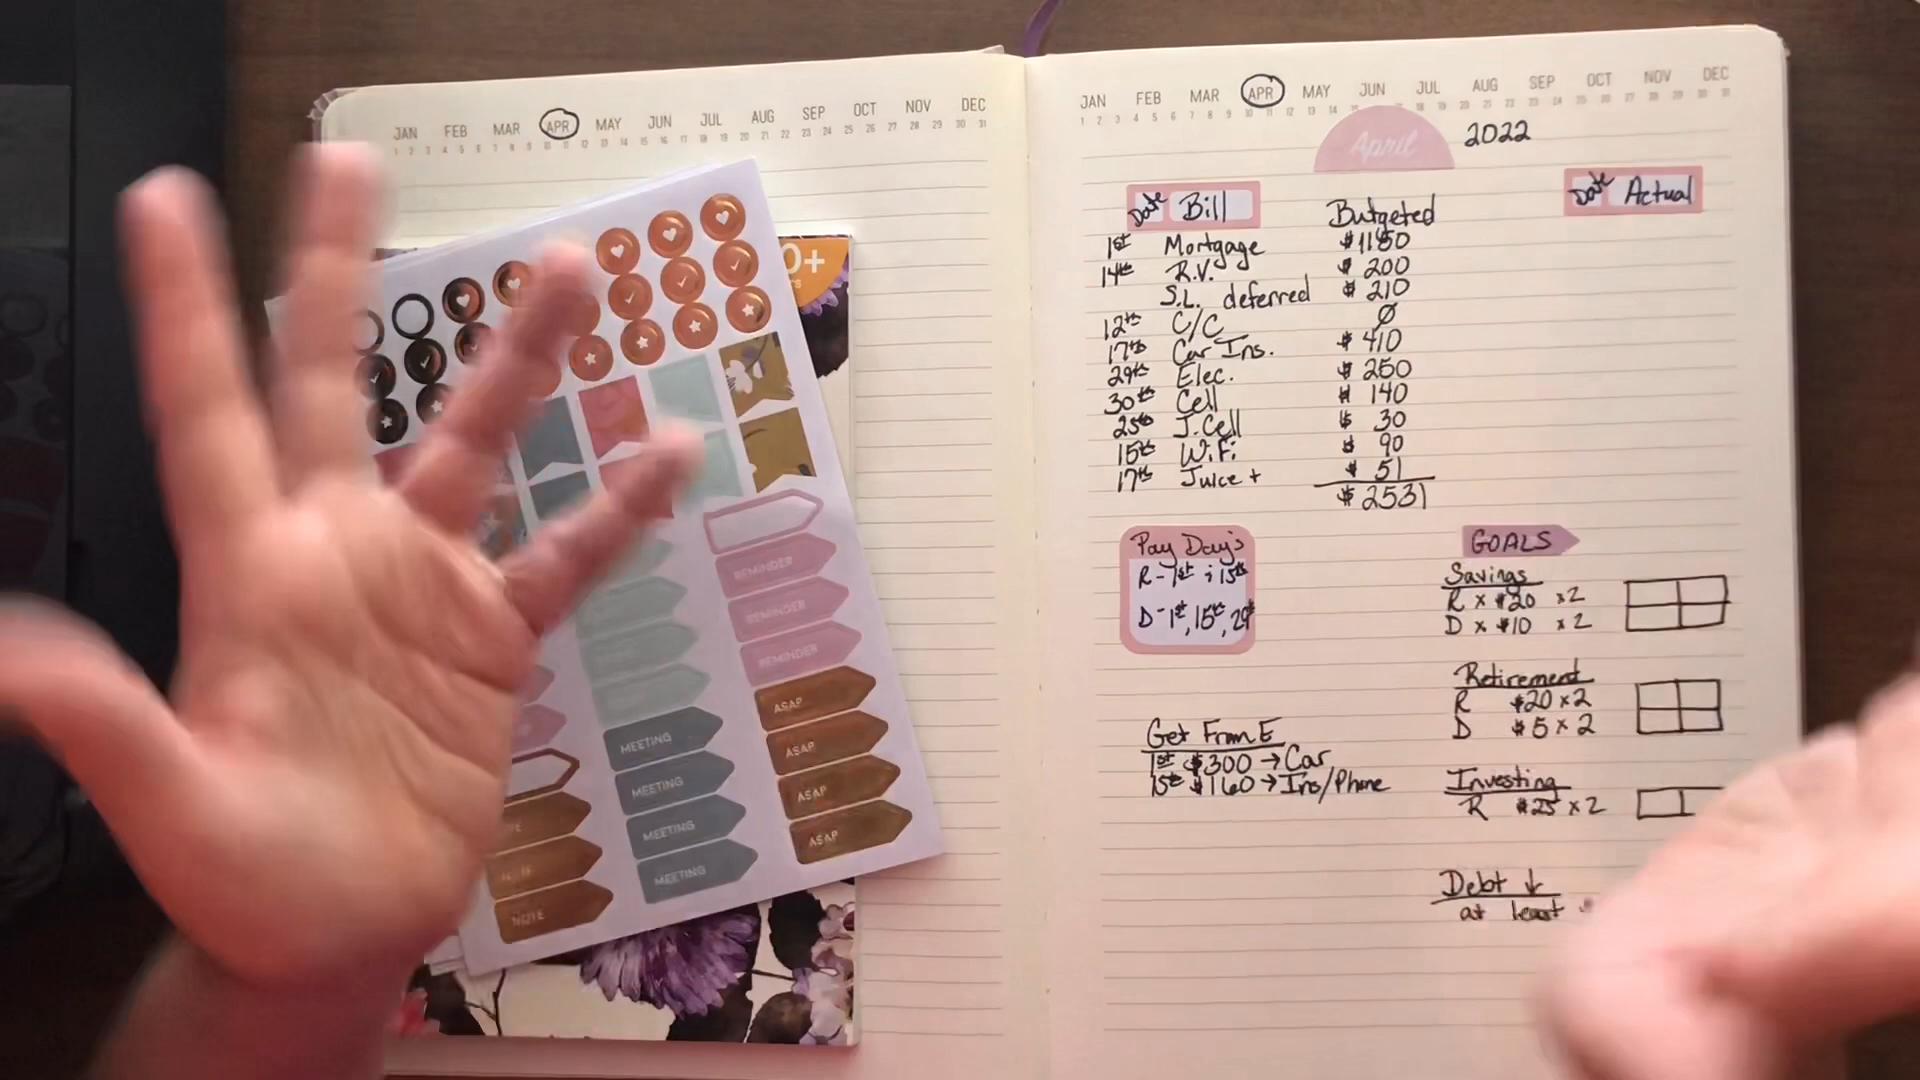 JAN FEB MAR APR MAY JUN JUL AUG SEP OCT NOV DEC
JAN FEB MAR APR MAY JUN JUL AUG SEP OCT NOV DEC
April 2022
Date Bill
Budgeted
Date Actual
1st Mortgage $1150
14th R.V. $200
S.L. deferred $210
12th C/C Ø
17th Car Ins. $410
29th Elec. $250
30th Cell $140
25th J.Cell $30
15th WiFi $90
17th Juice + $51
$2531
Pay Day's
R - 1st ; 15th
D - 1st, 15th, 29th
GOALS
Savings
R x $20 x2
D x $10 x2
Retirement
R $20 x 2
D $5 x 2
Investing
R $25 x 2
Debt ↓
at least
Get From E
1st $300 → Car
15th $160 → Ins/Phone
0+
REMINDER
REMINDER
REMINDER
ASAP
ASAP
ASAP
ASAP
MEETING
MEETING
MEETING
MEETING
NOTE